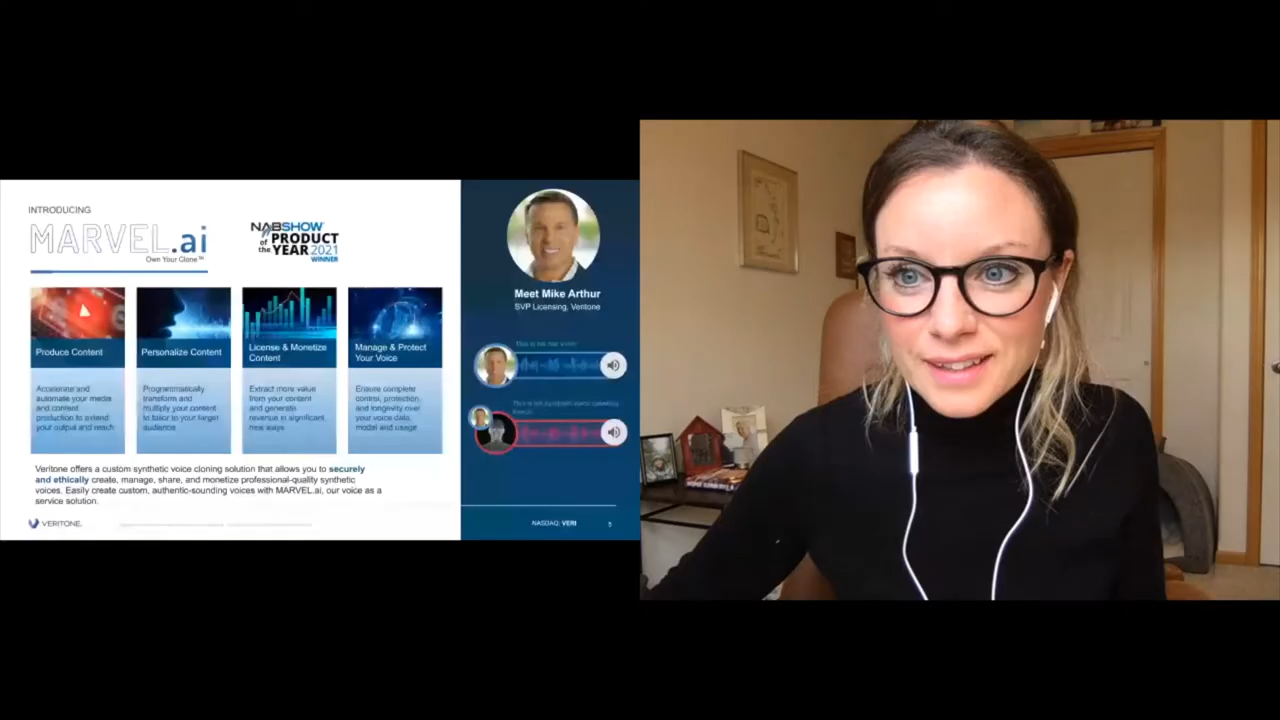 INTRODUCING
MARVEL.ai
Own Your Clone™
NABSHOW
of the PRODUCT
YEAR 2021
WINNER
Produce Content
Accelerate and
automate your media
and content
production to extend
your output and reach
Personalize Content
Programmatically
transform and
multiply your content
to tailor to your target
audience
License & Monetize
Content
Extract more value
from your content
and generate
revenue in significant
new ways
Manage & Protect
Your Voice
Ensure complete
control, protection,
and longevity over
your voice data,
model and usage
Veritone offers a custom synthetic voice cloning solution that allows you to securely
and ethically create, manage, share, and monetize professional-quality synthetic
voices. Easily create custom, authentic-sounding voices with MARVEL.ai, our voice as a
service solution.
VERITONE
Meet Mike Arthur
SVP Licensing, Veritone
NASDAQ: VERI
5